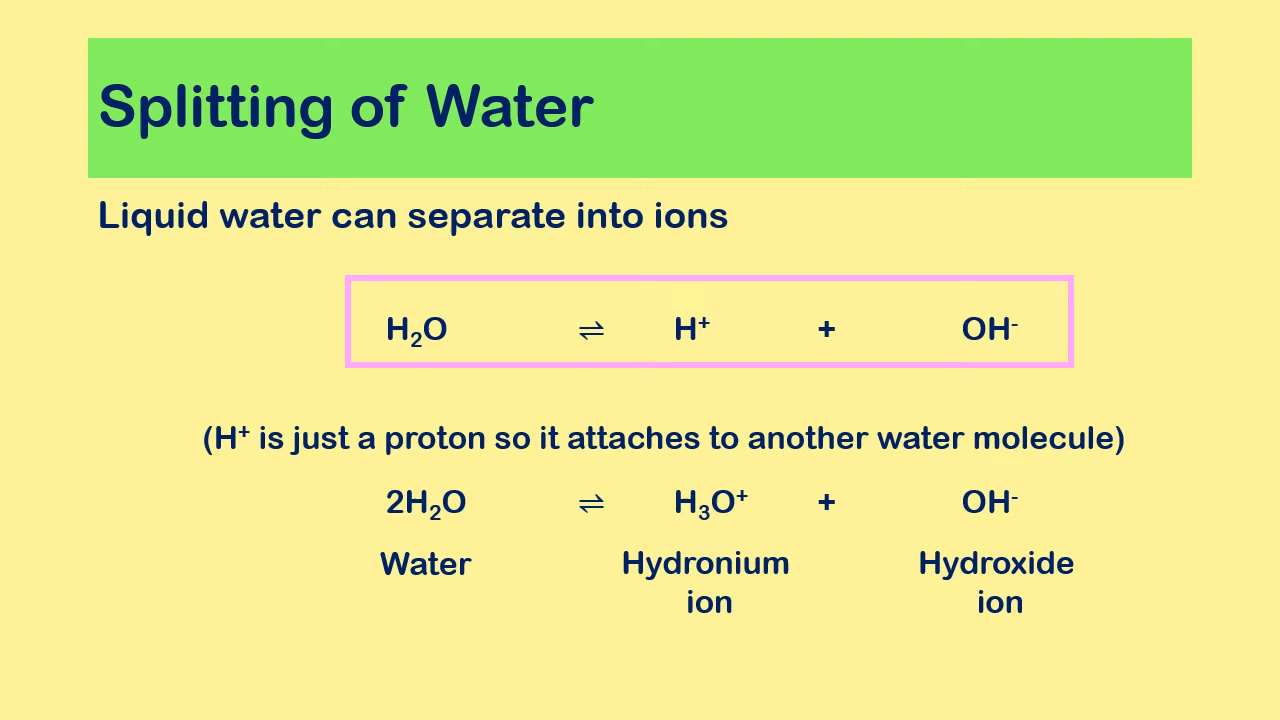 Splitting of Water
Liquid water can separate into ions
H₂O ⇌ H⁺ + OH⁻
(H⁺ is just a proton so it attaches to another water molecule)
2H₂O ⇌ H₃O⁺ + OH⁻
Water Hydronium ion Hydroxide ion